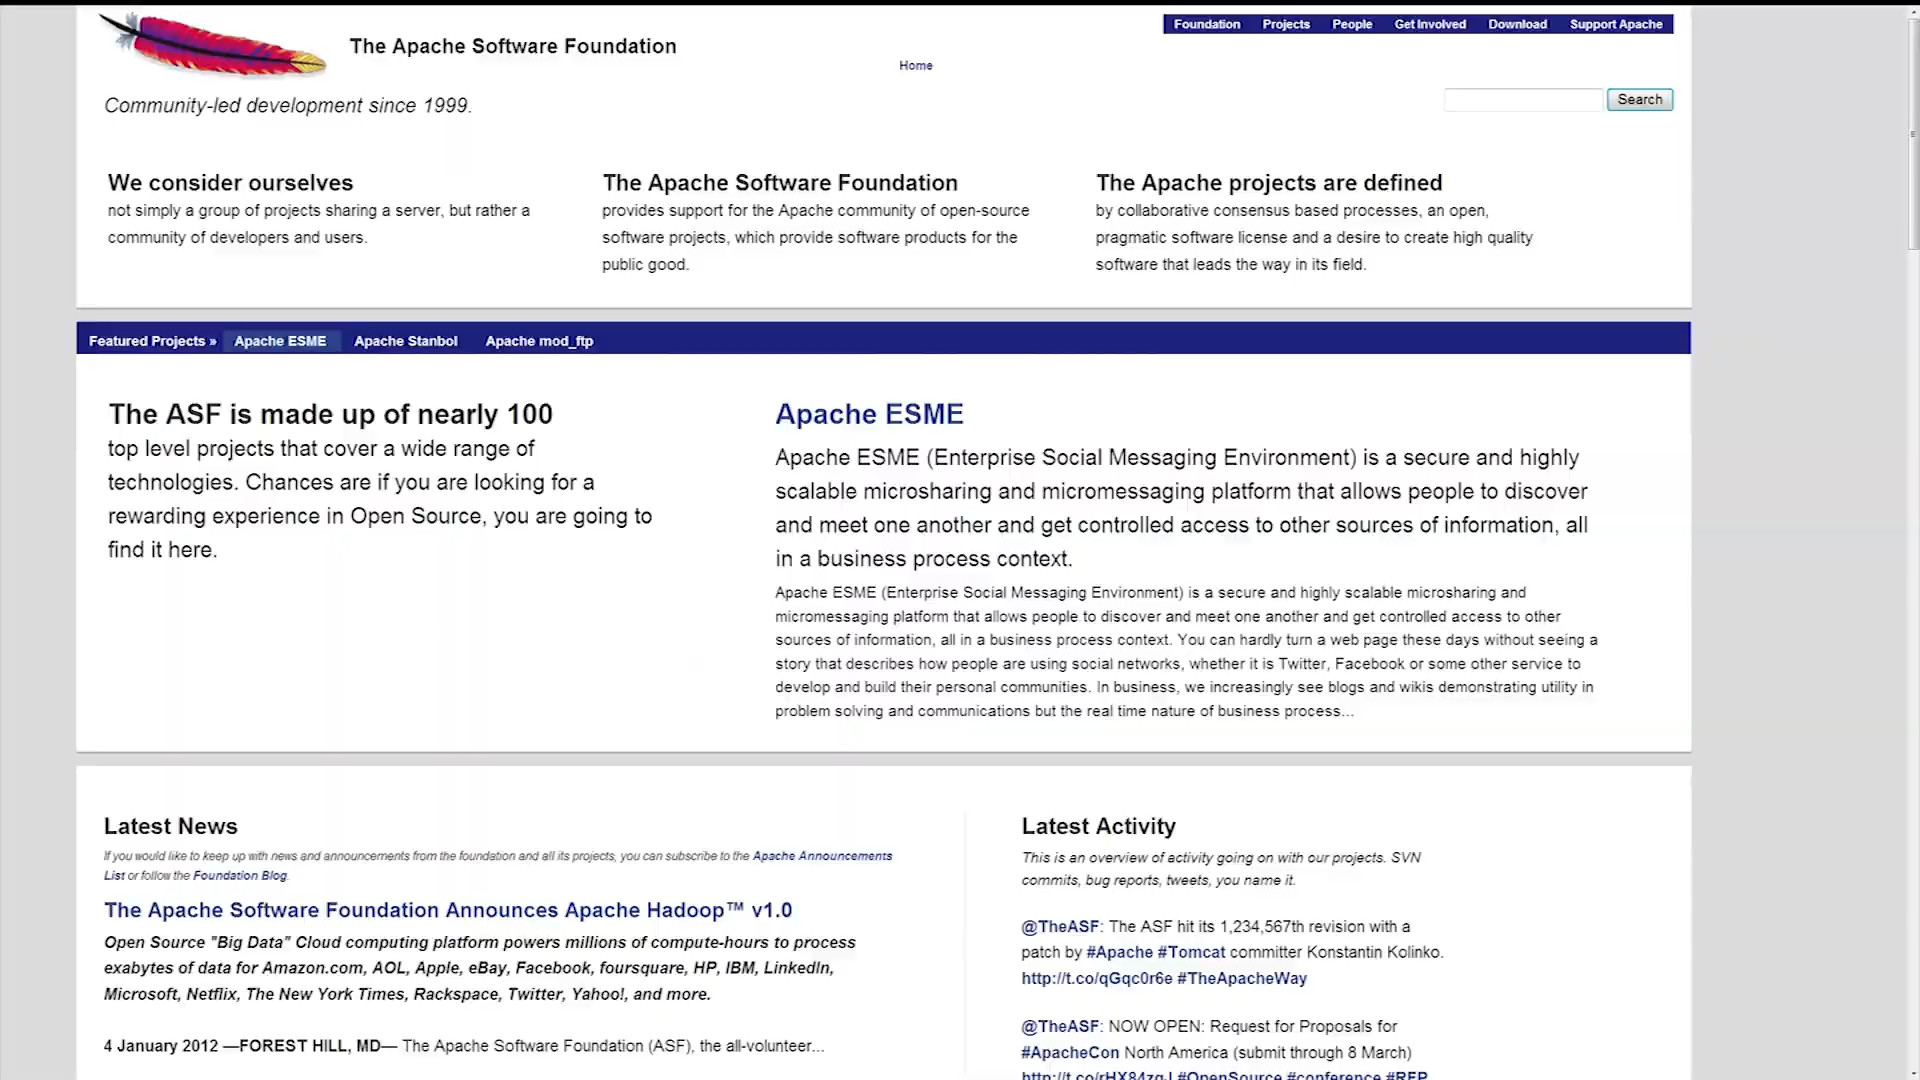 The Apache Software Foundation
Foundation Projects People Get Involved Download Support Apache
Home
Community-led development since 1999.
Search
We consider ourselves
not simply a group of projects sharing a server, but rather a
community of developers and users.
The Apache Software Foundation
provides support for the Apache community of open-source
software projects, which provide software products for the
public good.
The Apache projects are defined
by collaborative consensus based processes, an open,
pragmatic software license and a desire to create high quality
software that leads the way in its field.
Featured Projects » Apache ESME Apache Stanbol Apache mod_ftp
The ASF is made up of nearly 100
top level projects that cover a wide range of
technologies. Chances are if you are looking for a
rewarding experience in Open Source, you are going to
find it here.
Apache ESME
Apache ESME (Enterprise Social Messaging Environment) is a secure and highly
scalable microsharing and micromessaging platform that allows people to discover
and meet one another and get controlled access to other sources of information, all
in a business process context.
Apache ESME (Enterprise Social Messaging Environment) is a secure and highly scalable microsharing and
micromessaging platform that allows people to discover and meet one another and get controlled access to other
sources of information, all in a business process context. You can hardly turn a web page these days without seeing a
story that describes how people are using social networks, whether it is Twitter, Facebook or some other service to
develop and build their personal communities. In business, we increasingly see blogs and wikis demonstrating utility in
problem solving and communications but the real time nature of business process...
Latest News
If you would like to keep up with news and announcements from the foundation and all its projects, you can subscribe to the Apache Announcements
List or follow the Foundation Blog.
The Apache Software Foundation Announces Apache Hadoop™ v1.0
Open Source "Big Data" Cloud computing platform powers millions of compute-hours to process
exabytes of data for Amazon.com, AOL, Apple, eBay, Facebook, foursquare, HP, IBM, LinkedIn,
Microsoft, Netflix, The New York Times, Rackspace, Twitter, Yahoo!, and more.
4 January 2012 —FOREST HILL, MD— The Apache Software Foundation (ASF), the all-volunteer...
Latest Activity
This is an overview of activity going on with our projects. SVN
commits, bug reports, tweets, you name it.
@TheASF: The ASF hit its 1,234,567th revision with a
patch by #Apache #Tomcat committer Konstantin Kolinko.
http://t.co/qGqc0r6e #TheApacheWay
@TheASF: NOW OPEN: Request for Proposals for
#ApacheCon North America (submit through 8 March)
#OpenSource #conference #RFP